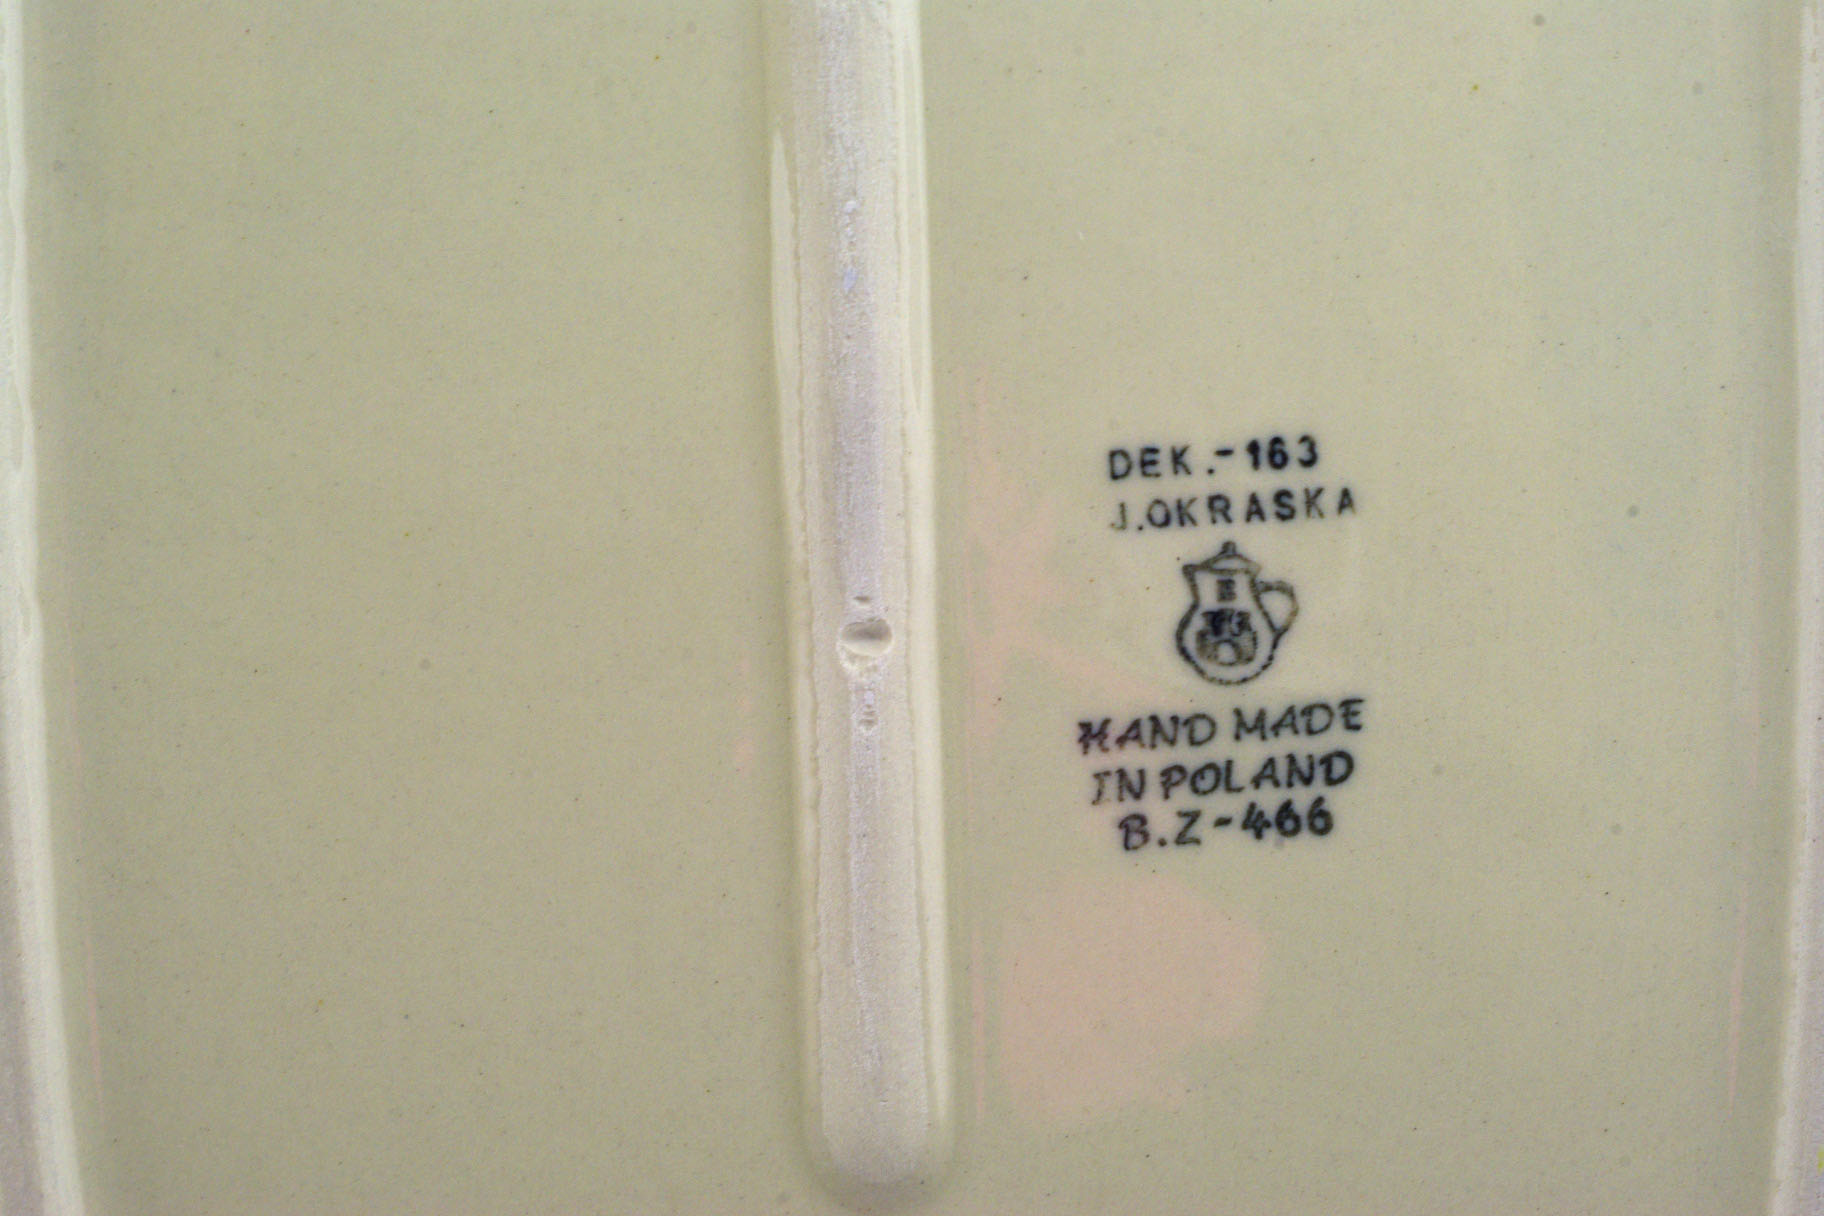 DEK.-163
J.OKRASKA
HAND MADE
IN POLAND
B.Z-466